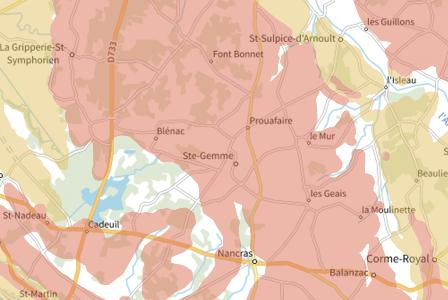 les Guillons
St-Sulpice-d'Arnoult
La Gripperie-St-
Symphorien
D733
Font Bonnet
l'Isleau
l'A
Prouafaire
Blénac
le Mur
Ste-Gemme
Saul
les Geais
St-Nadeau
la Moulinette
Cadeuil
Nancras
Corme-Royal
Balanzac
St-Martin